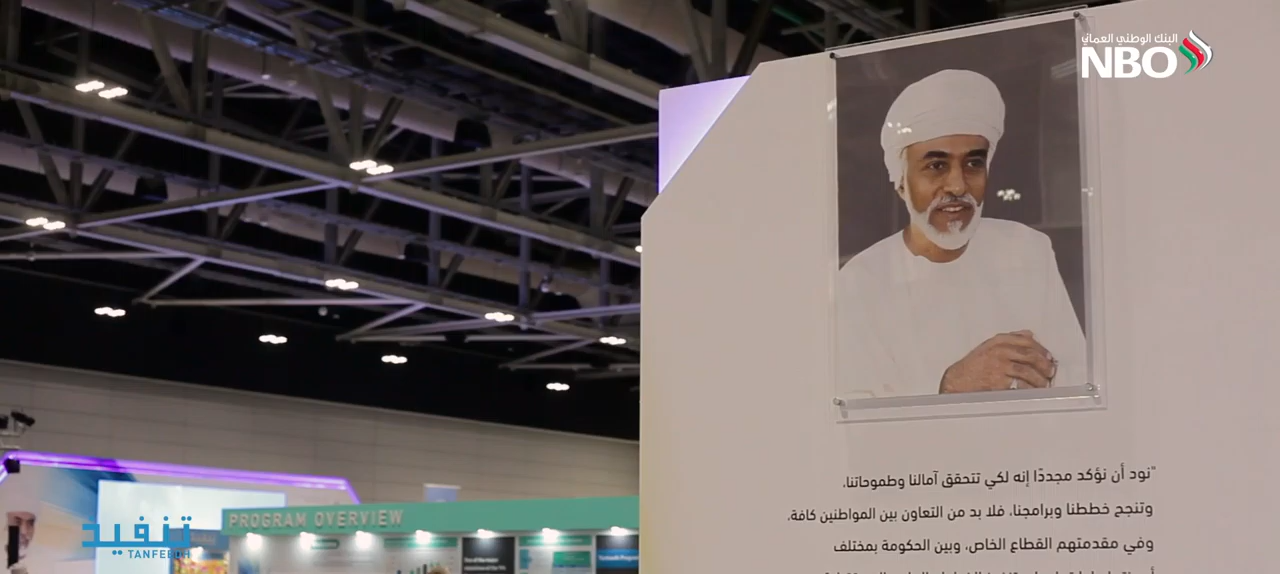 البنك الوطني العماني
NBO
"نود أن نؤكد مجددًا إنه لكي تتحقق آمالنا وطموحاتنا،
وتنجح خططنا وبرامجنا، فلا بد من التعاون بين المواطنين كافة،
وفي مقدمتهم القطاع الخاص، وبين الحكومة بمختلف
PROGRAM OVERVIEW
تنفيذ
TANFEEDH